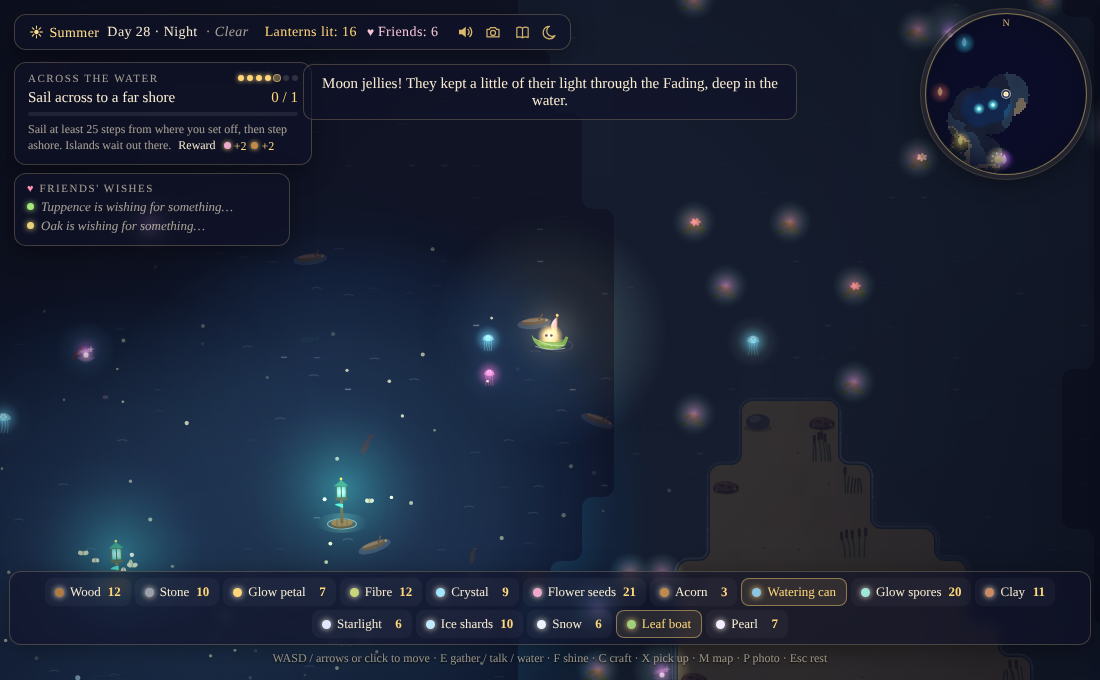 Summer Day 28 · Night · Clear Lanterns lit: 16 ♥ Friends: 6
N
ACROSS THE WATER
Sail across to a far shore 0 / 1
Sail at least 25 steps from where you set off, then step
ashore. Islands wait out there. Reward +2 +2
Moon jellies! They kept a little of their light through the Fading, deep in the
water.
♥ FRIENDS' WISHES
Tuppence is wishing for something…
Oak is wishing for something…
Wood 12 Stone 10 Glow petal 7 Fibre 12 Crystal 9 Flower seeds 21 Acorn 3 Watering can Glow spores 20 Clay 11
Starlight 6 Ice shards 10 Snow 6 Leaf boat Pearl 7
WASD / arrows or click to move · E gather / talk / water · F shine · C craft · X pick up · M map · P photo · Esc rest